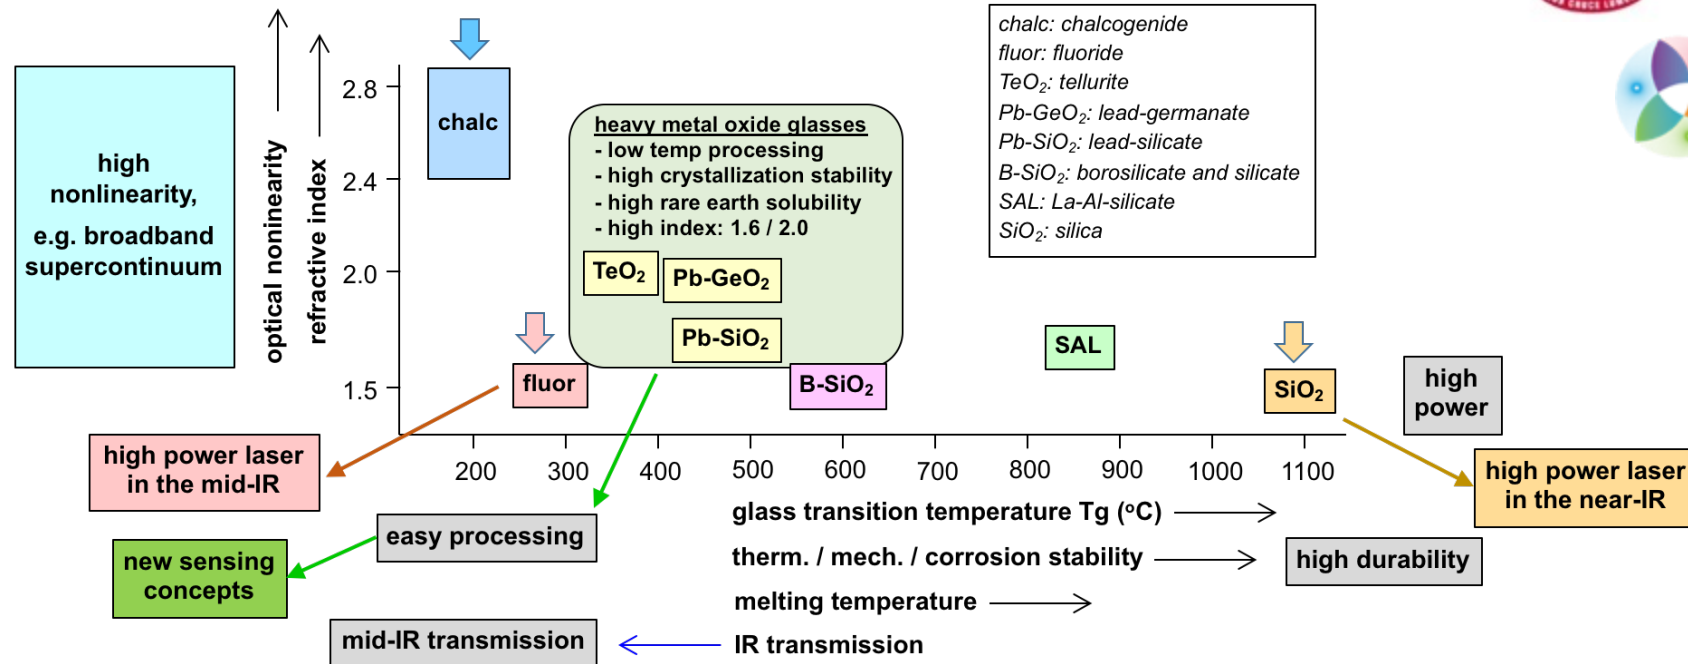 high
nonlinearity,
e.g. broadband
supercontinuum
optical noninearity
refractive index
2.8
2.4
2.0
1.5
chalc
heavy metal oxide glasses
- low temp processing
- high crystallization stability
- high rare earth solubility
- high index: 1.6 / 2.0
TeO₂
Pb-GeO₂
Pb-SiO₂
fluor
B-SiO₂
SAL
SiO₂
chalc: chalcogenide
fluor: fluoride
TeO₂: tellurite
Pb-GeO₂: lead-germanate
Pb-SiO₂: lead-silicate
B-SiO₂: borosilicate and silicate
SAL: La-Al-silicate
SiO₂: silica
high
power
200 300 400 500 600 700 800 900 1000 1100
high power laser
in the mid-IR
high power laser
in the near-IR
glass transition temperature Tg (°C)
easy processing
therm. / mech. / corrosion stability
high durability
new sensing
concepts
melting temperature
mid-IR transmission
IR transmission